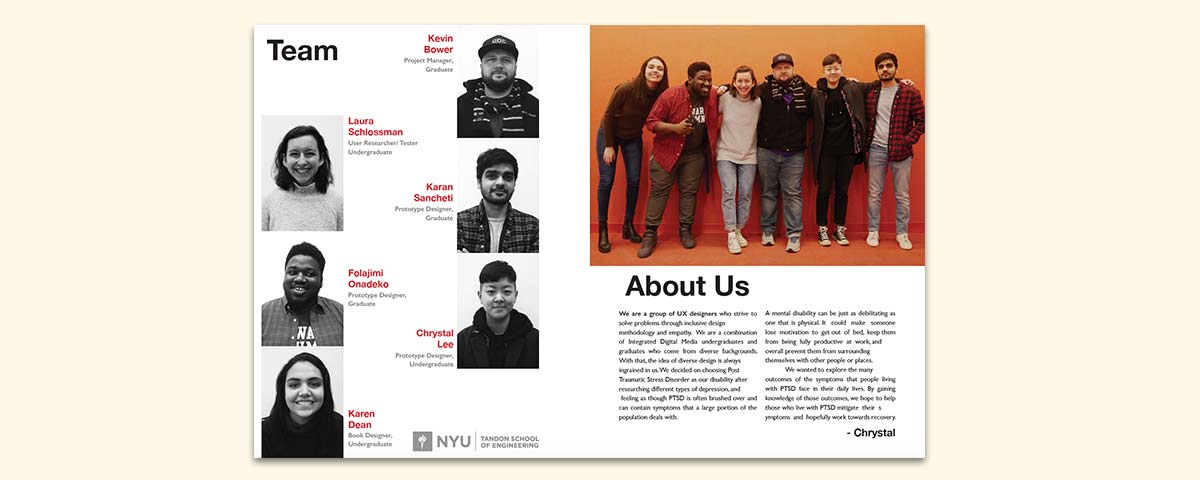 Team
Kevin
Bower
Project Manager,
Graduate
Laura
Schlossman
User Researcher/ Tester
Undergraduate
Karan
Sancheti
Prototype Designer,
Graduate
Folajimi
Onadeko
Prototype Designer,
Graduate
Chrystal
Lee
Prototype Designer,
Undergraduate
Karen
Dean
Book Designer,
Undergraduate
NYU
TANDON SCHOOL
OF ENGINEERING
About Us
We are a group of UX designers who strive to
solve problems through inclusive design
methodology and empathy. We are a combination
of Integrated Digital Media undergraduates and
graduates who come from diverse backgrounds.
With that, the idea of diverse design is always
ingrained in us. We decided on choosing Post
Traumatic Stress Disorder as our disability after
researching different types of depression, and
feeling as though PTSD is often brushed over and
can contain symptoms that a large portion of the
population deals with.
A mental disability can be just as debilitating as
one that is physical. It could make someone
lose motivation to get out of bed, keep them
from being fully productive at work, and
overall prevent them from surrounding
themselves with other people or places.
We wanted to explore the many
outcomes of the symptoms that people living
with PTSD face in their daily lives. By gaining
knowledge of those outcomes, we hope to help
those who live with PTSD mitigate their s
ymptoms and hopefully work towards recovery.
- Chrystal